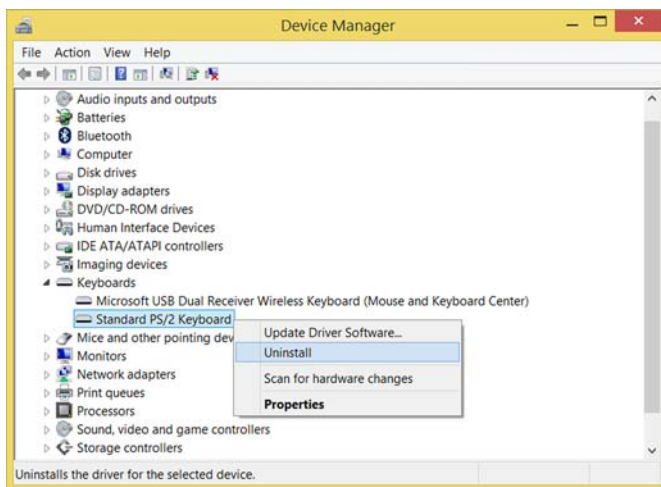 Device Manager
File Action View Help
Audio inputs and outputs
Batteries
Bluetooth
Computer
Disk drives
Display adapters
DVD/CD-ROM drives
Human Interface Devices
IDE ATA/ATAPI controllers
Imaging devices
Keyboards
Microsoft USB Dual Receiver Wireless Keyboard (Mouse and Keyboard Center)
Standard PS/2 Keyboard
Mice and other pointing dev
Monitors
Network adapters
Print queues
Processors
Sound, video and game controllers
Storage controllers
Update Driver Software...
Uninstall
Scan for hardware changes
Properties
Uninstalls the driver for the selected device.